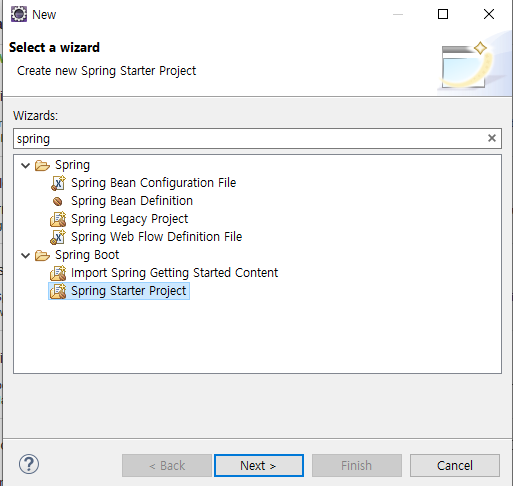 New
Select a wizard
Create new Spring Starter Project
Wizards:
spring
Spring
Spring Bean Configuration File
Spring Bean Definition
Spring Legacy Project
Spring Web Flow Definition File
Spring Boot
Import Spring Getting Started Content
Spring Starter Project
? < Back Next > Finish Cancel